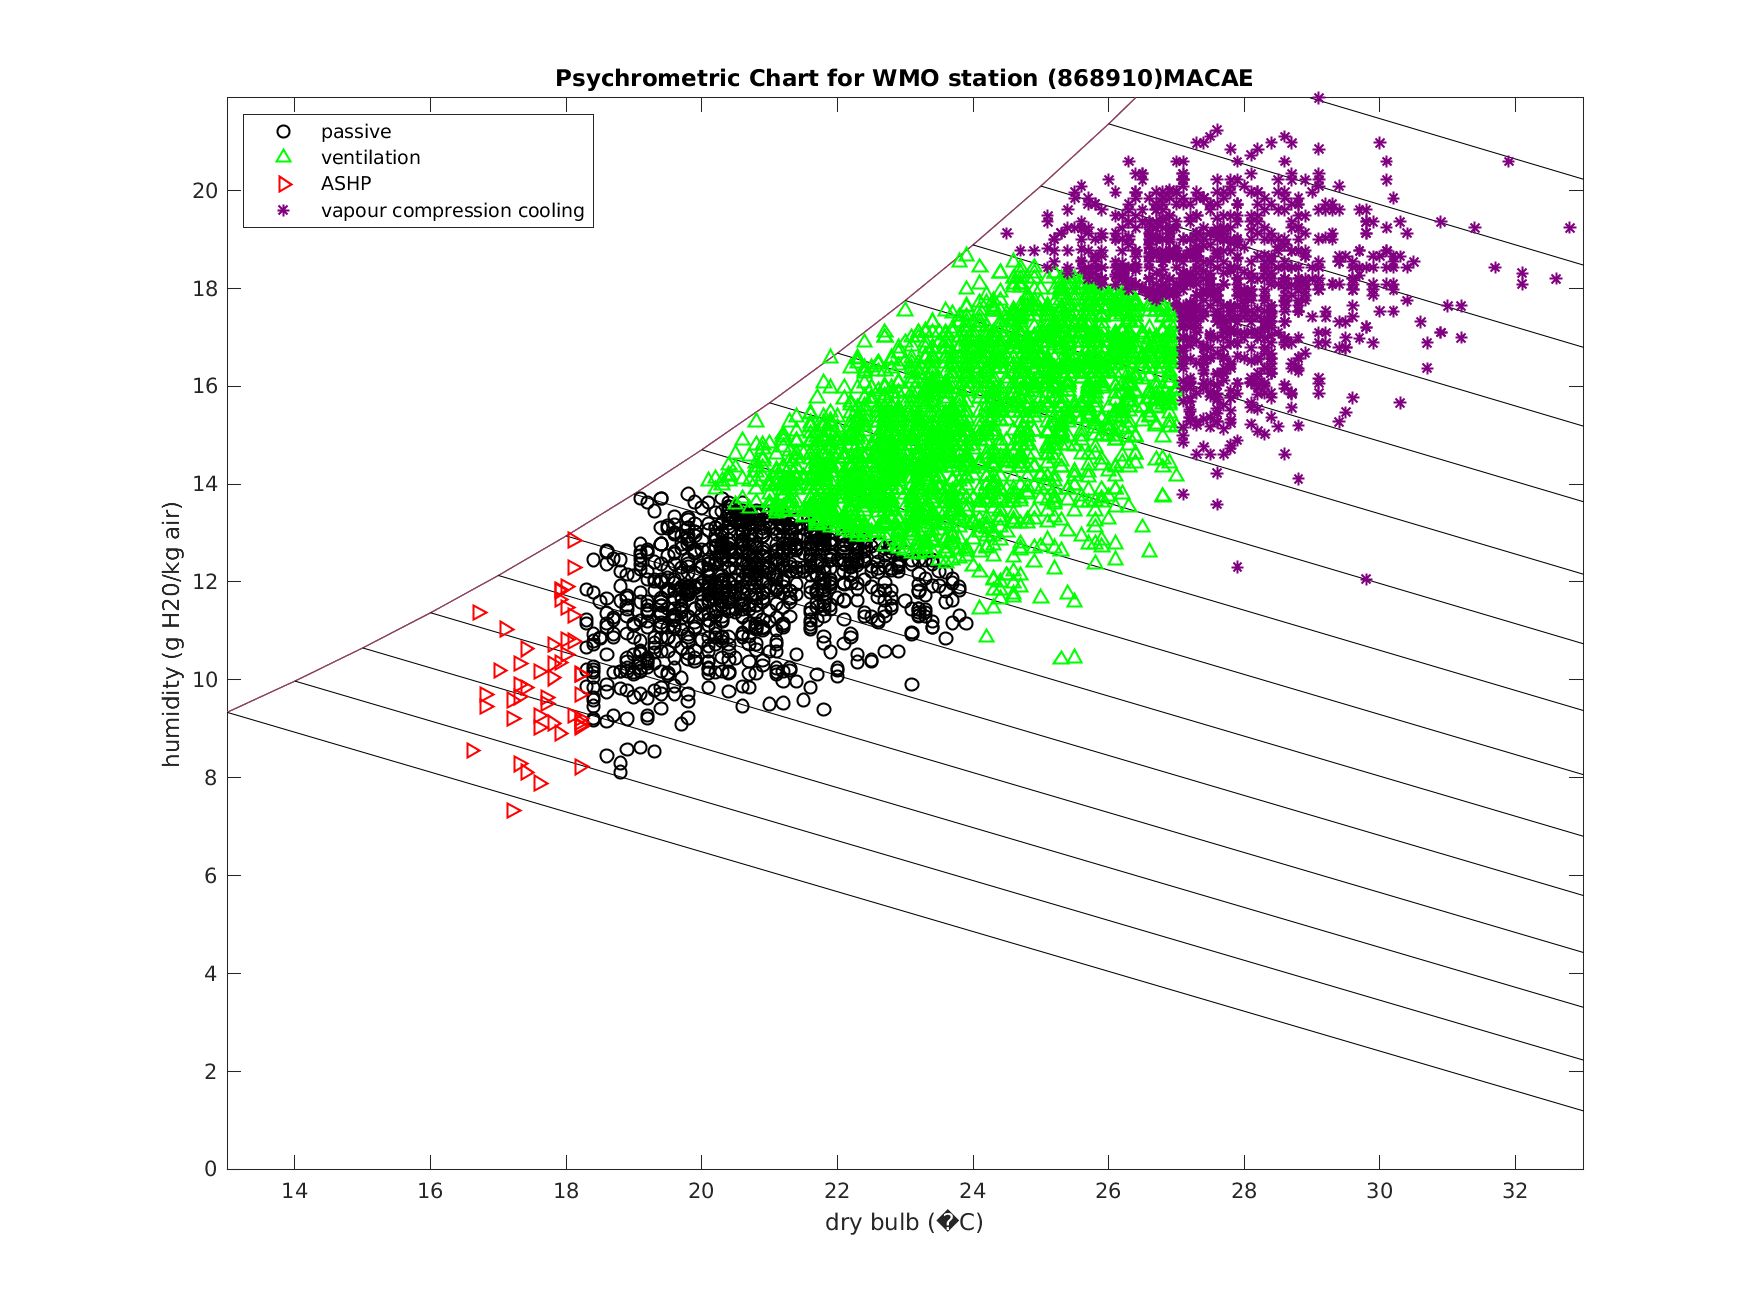 Psychrometric Chart for WMO station (868910)MACAE
passive
ventilation
ASHP
vapour compression cooling
humidity (g H20/kg air)
20
18
16
14
12
10
8
6
4
2
0
14 16 18 20 22 24 26 28 30 32
dry bulb (�C)